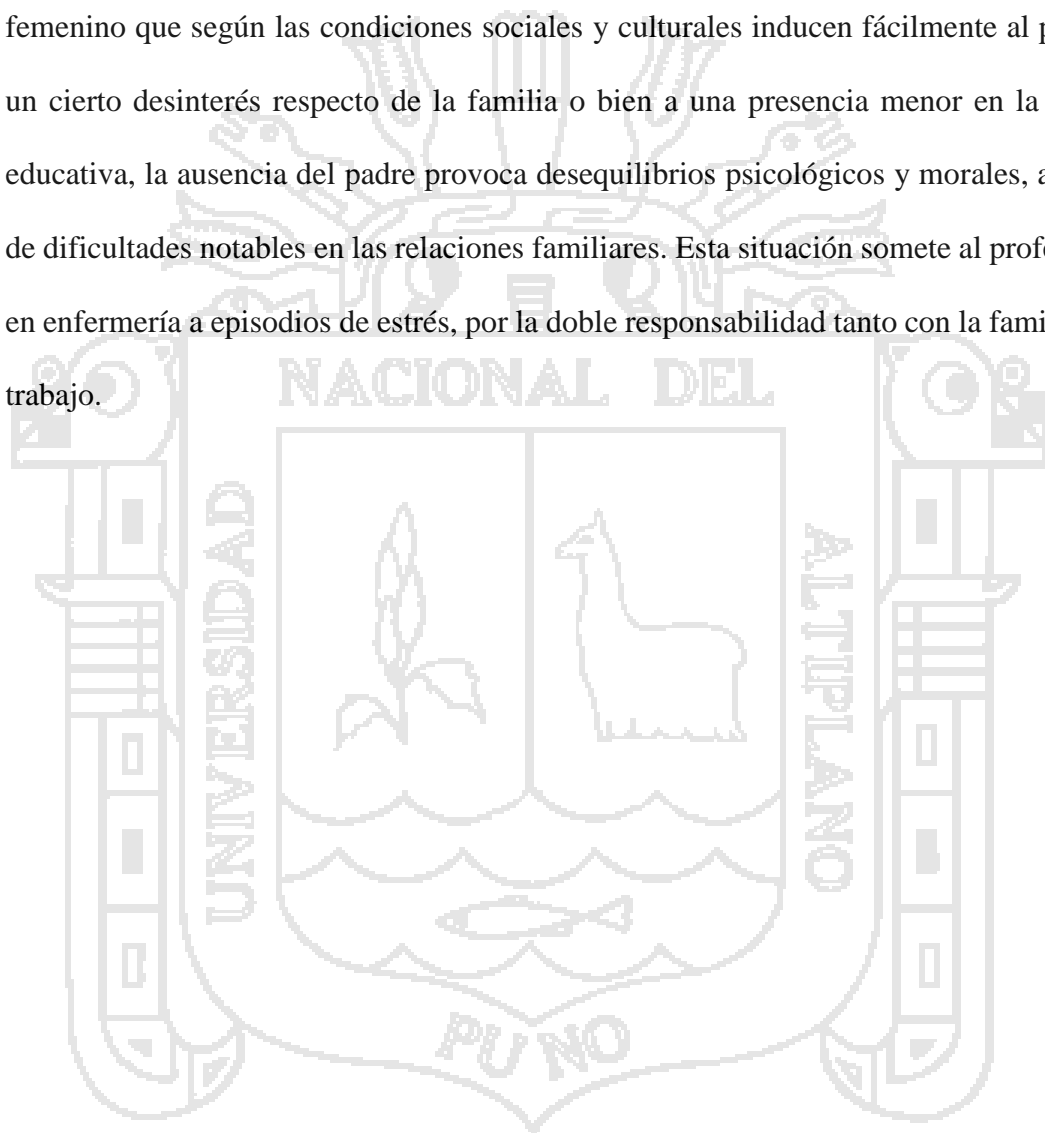 femenino que según las condiciones sociales y culturales inducen fácilmente al
un cierto desinterés respecto de la familia o bien a una presencia menor en la
educativa, la ausencia del padre provoca desequilibrios psicológicos y morales,
de dificultades notables en las relaciones familiares. Esta situación somete al
en enfermería a episodios de estrés, por la doble responsabilidad tanto con la
trabajo.
NACIONAL DEL
UNIVERSIDAD
ALTIPLANO
PUNO